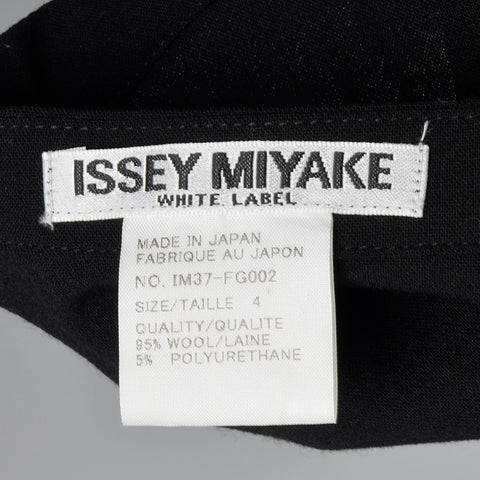 ISSEY MIYAKE
WHITE LABEL
MADE IN JAPAN
FABRIQUE AU JAPON
NO. IM37-FG002
SIZE/TAILLE 4
QUALITY/QUALITE
95% WOOL/LAINE
5% POLYURETHANE